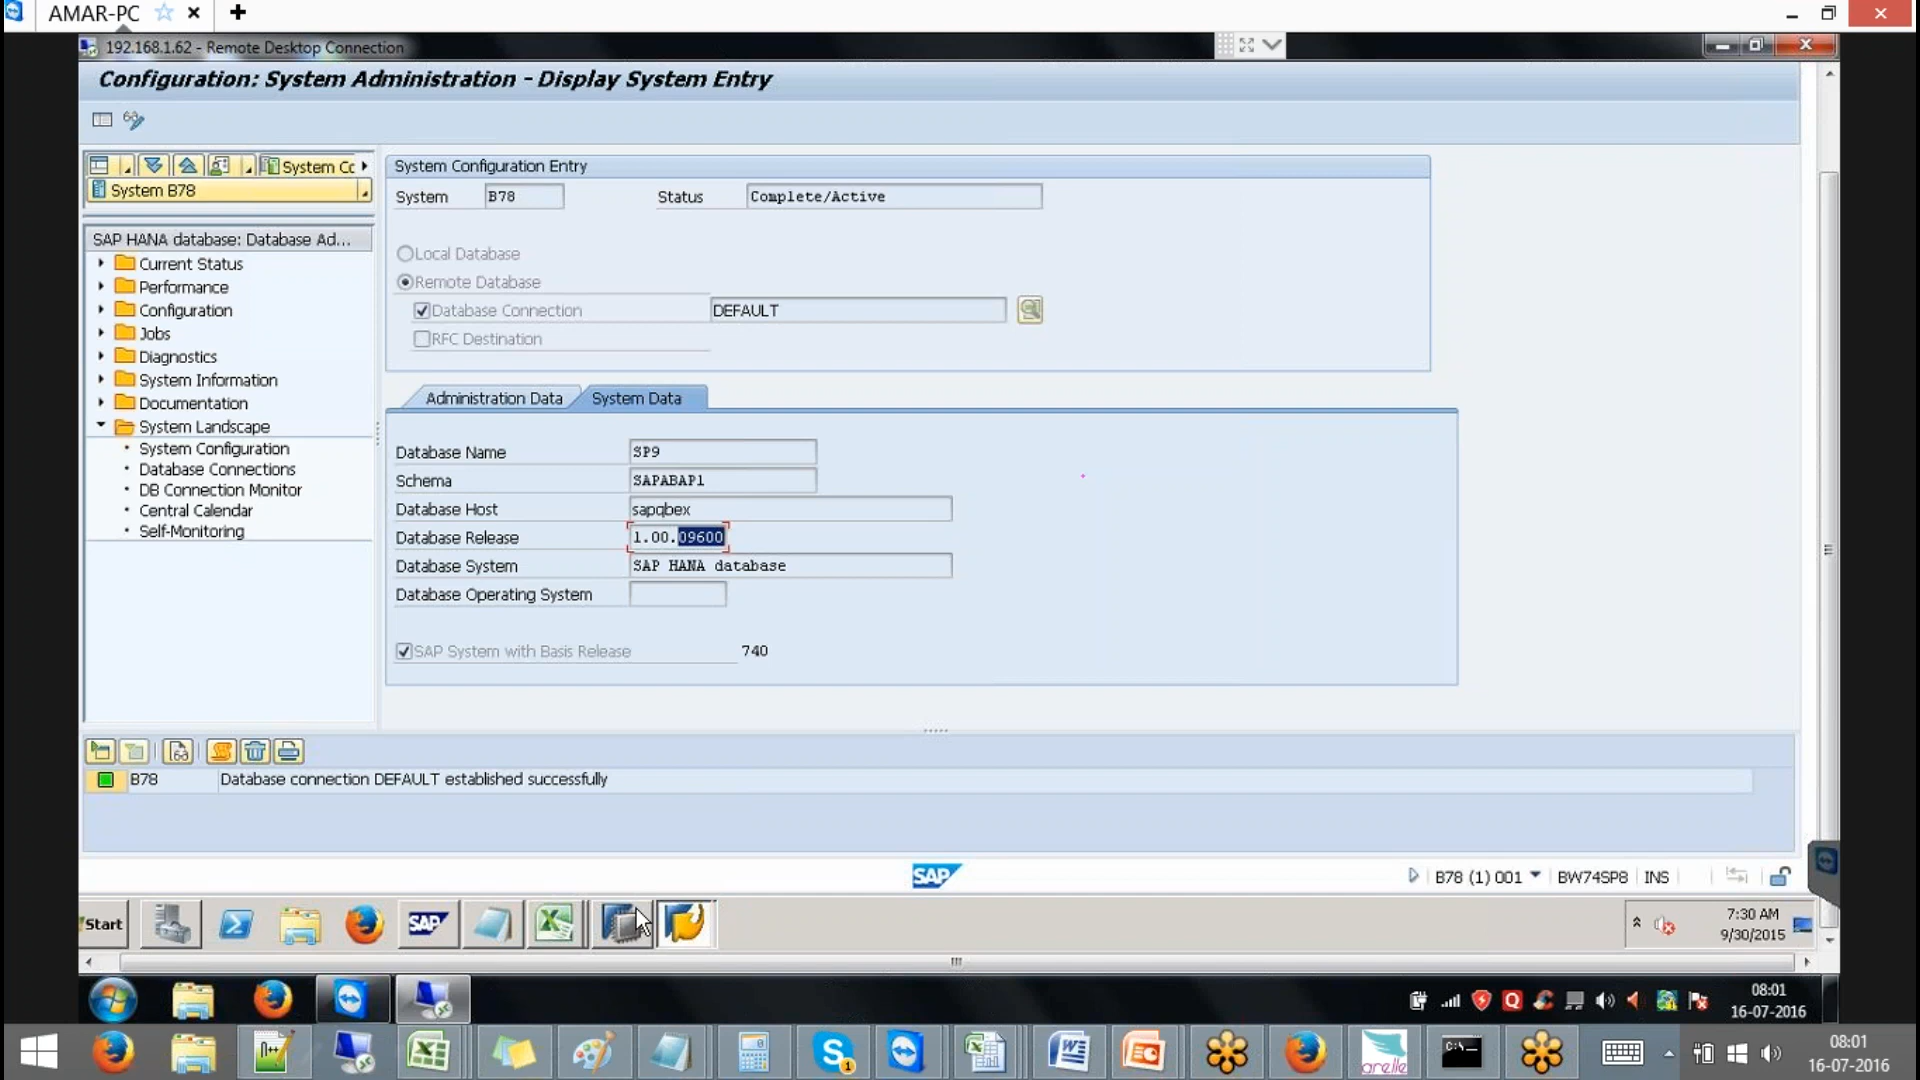 AMAR-PC
192.168.1.62 - Remote Desktop Connection
Configuration: System Administration - Display System Entry
System Cc
System B78
System Configuration Entry
System B78 Status Complete/Active
Local Database
Remote Database
Database Connection DEFAULT
RFC Destination
SAP HANA database: Database Ad...
Current Status
Performance
Configuration
Jobs
Diagnostics
System Information
Documentation
System Landscape
System Configuration
Database Connections
DB Connection Monitor
Central Calendar
Self-Monitoring
Administration Data System Data
Database Name SP9
Schema SAPABAP1
Database Host sapqbex
Database Release 1.00.09600
Database System SAP HANA database
Database Operating System
SAP System with Basis Release 740
B78 Database connection DEFAULT established successfully
SAP
B78 (1) 001 BW74SP8 INS
Start
SAP
7:30 AM
9/30/2015
08:01
16-07-2016
arelle
08:01
16-07-2016